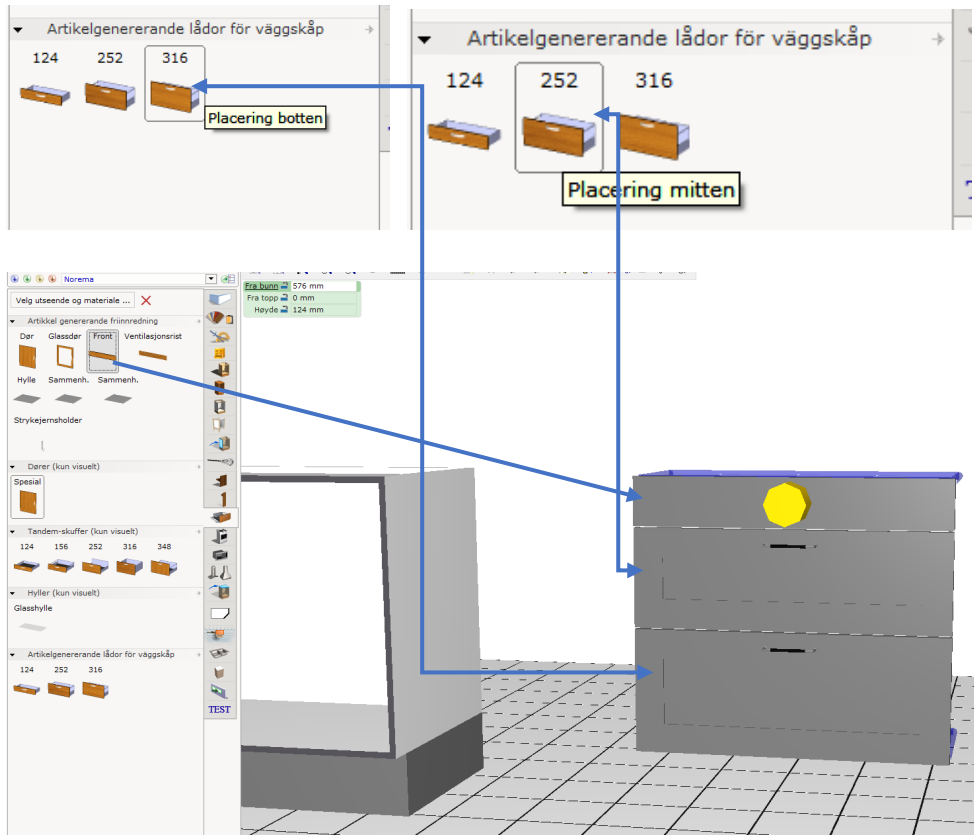 Artikelgenererande lådor för väggskåp
124 252 316
Placering botten
Artikelgenererande lådor för väggskåp
124 252 316
Placering mitten
Norema
Velg utseende og materiale ...
Artikkel genererande friinnredning
Dør Glassdør Front Ventilasjonsrist
Hylle Sammenh. Sammenh.
Strykejernsholder
Dører (kun visuelt)
Spesial
Tandem-skuffer (kun visuelt)
124 156 252 316 348
Hyller (kun visuelt)
Glasshylle
Artikelgenererande lådor för väggskåp
124 252 316
TEST
Fra bunn 576 mm
Fra topp 0 mm
Høyde 124 mm